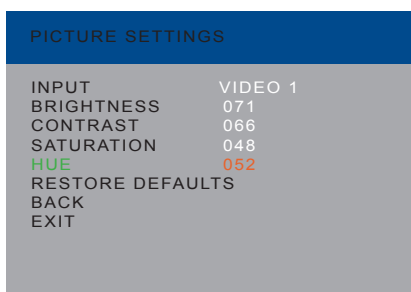 PICTURE SETTINGS
INPUT VIDEO 1
BRIGHTNESS 071
CONTRAST 066
SATURATION 048
HUE 052
RESTORE DEFAULTS
BACK
EXIT